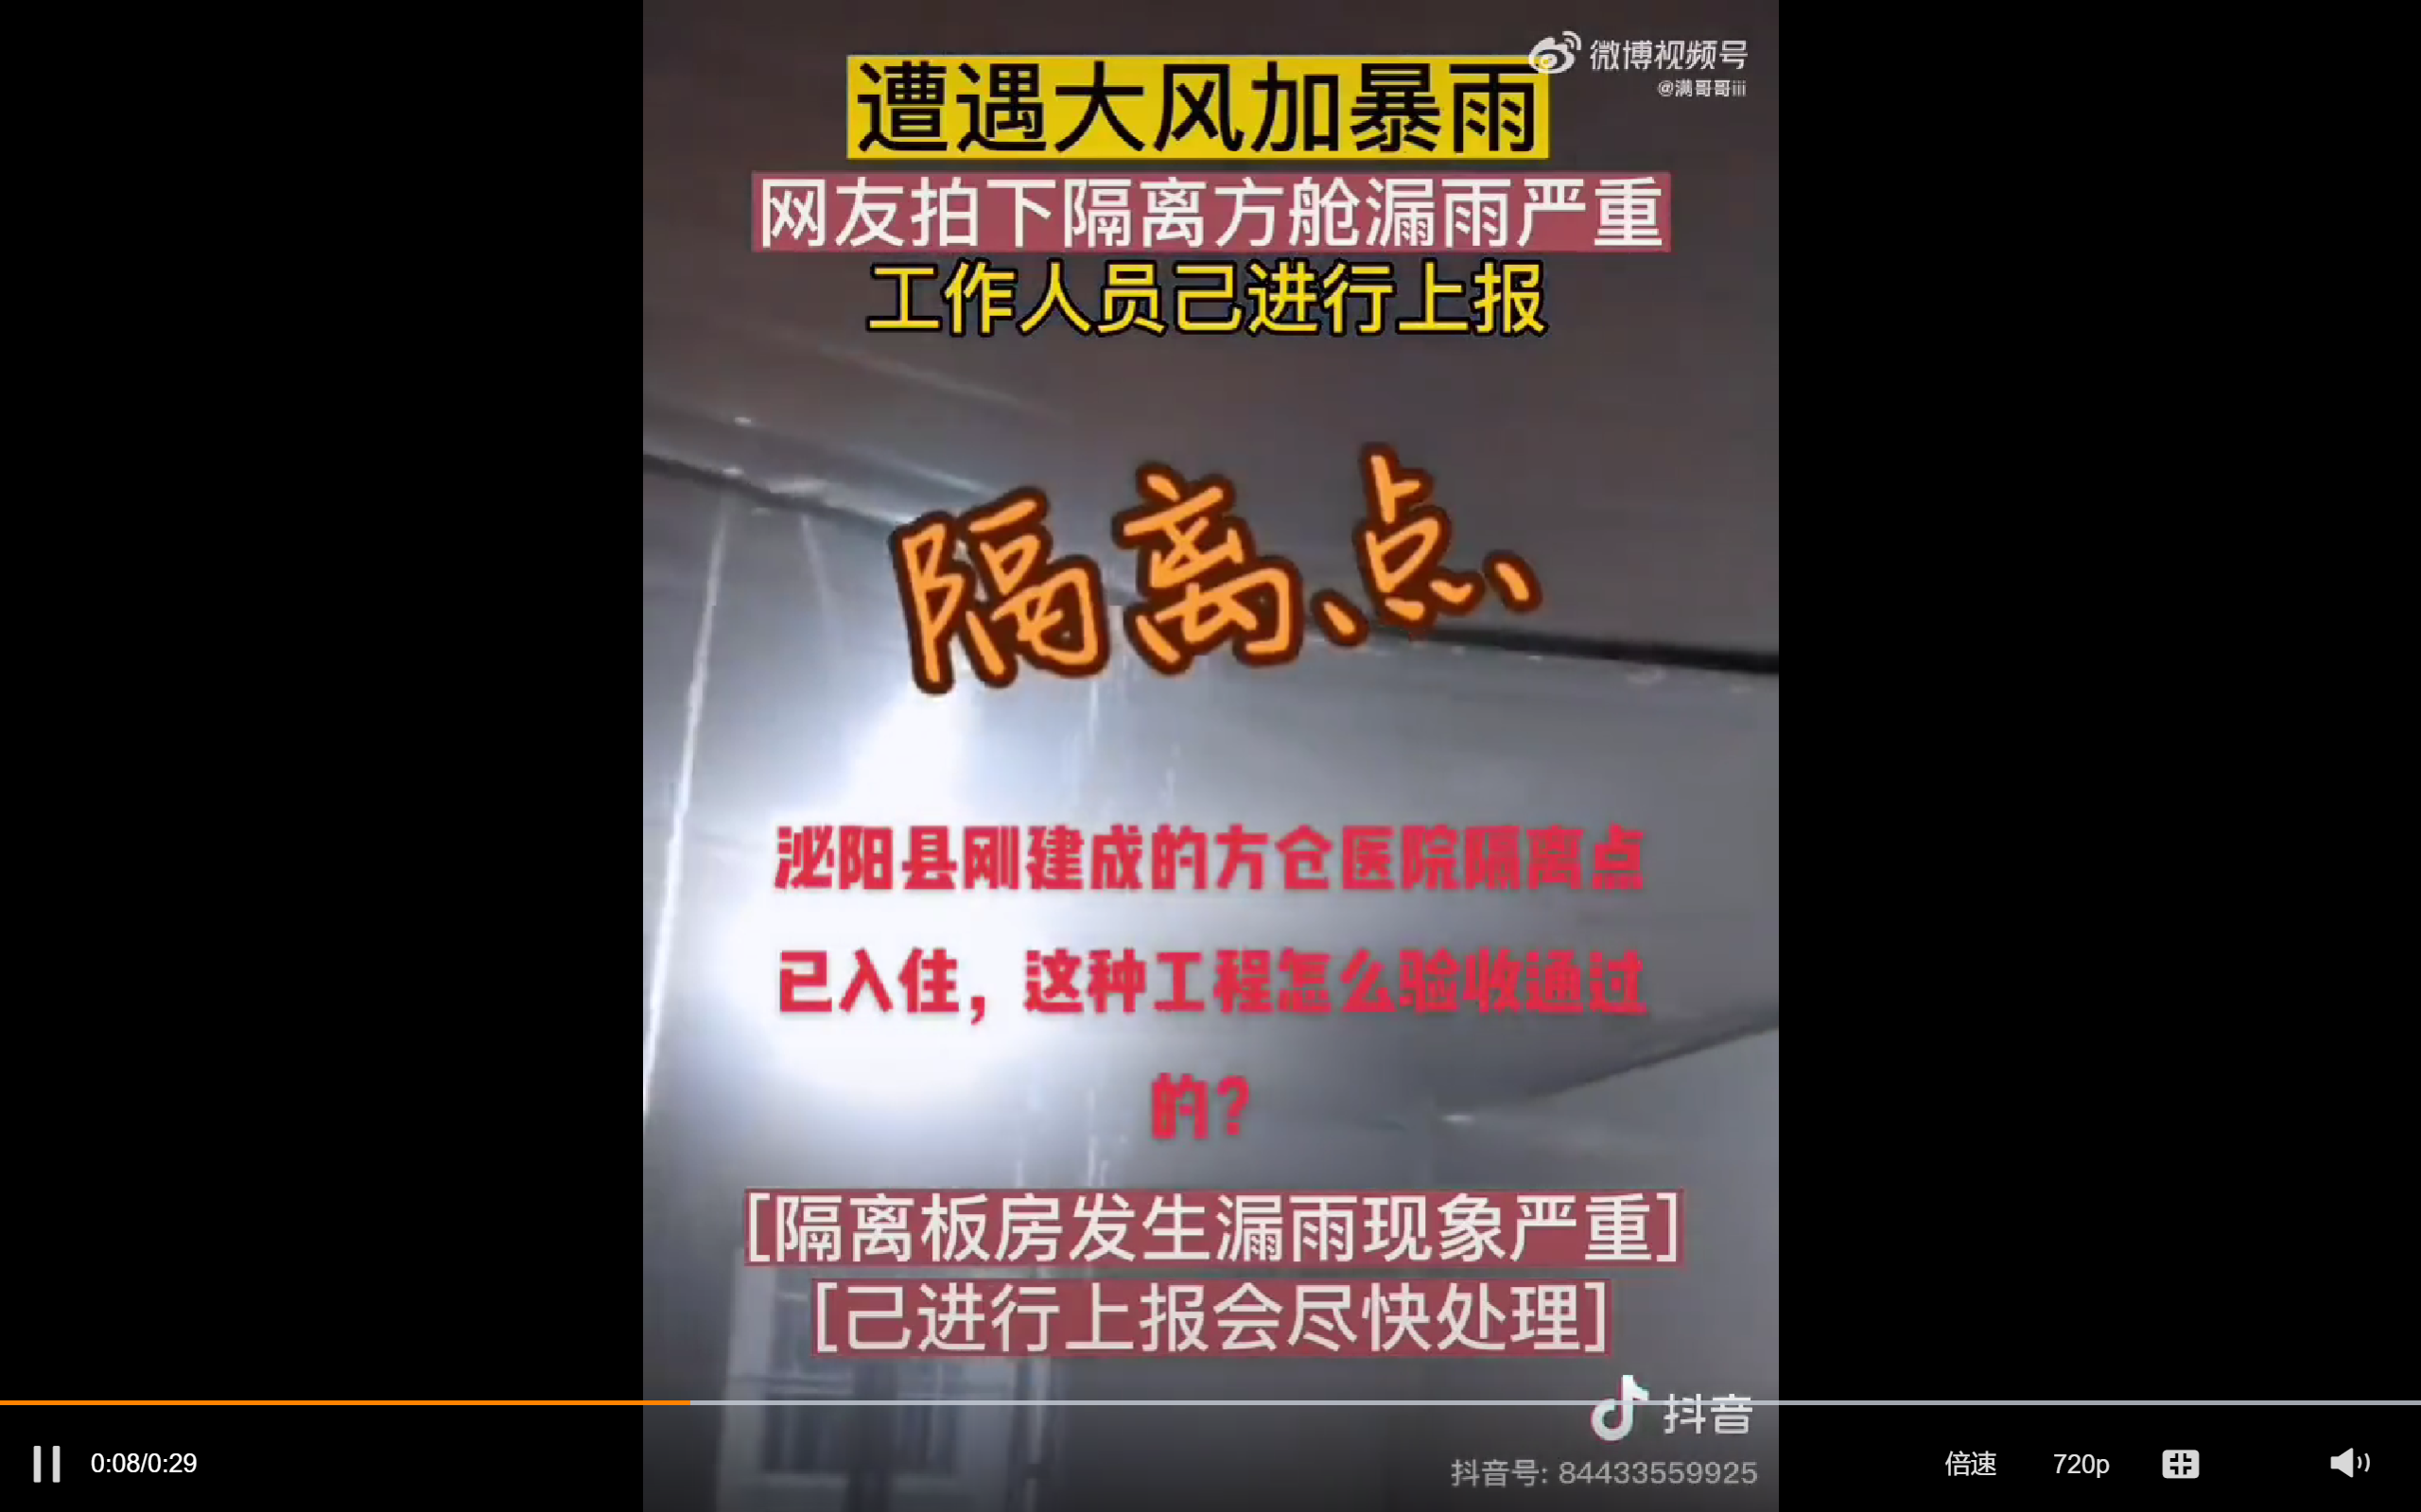 微博视频号
@满哥哥iii
遭遇大风加暴雨
网友拍下隔离方舱漏雨严重
工作人员己进行上报
隔离点
泌阳县刚建成的方仓医院隔离点
已入住，这种工程怎么验收通过
的？
[隔离板房发生漏雨现象严重]
[己进行上报会尽快处理]
抖音
抖音号: 84433559925
0:08/0:29
倍速
720p